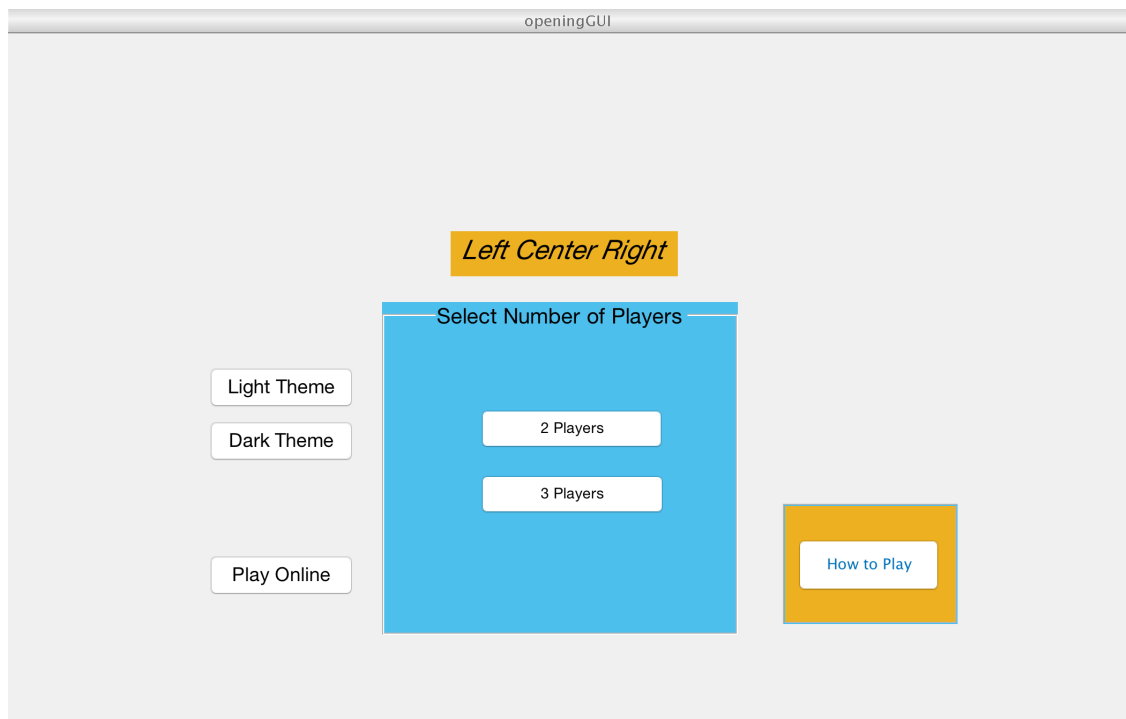 openingGUI
Left Center Right
Select Number of Players
Light Theme
2 Players
Dark Theme
3 Players
How to Play
Play Online